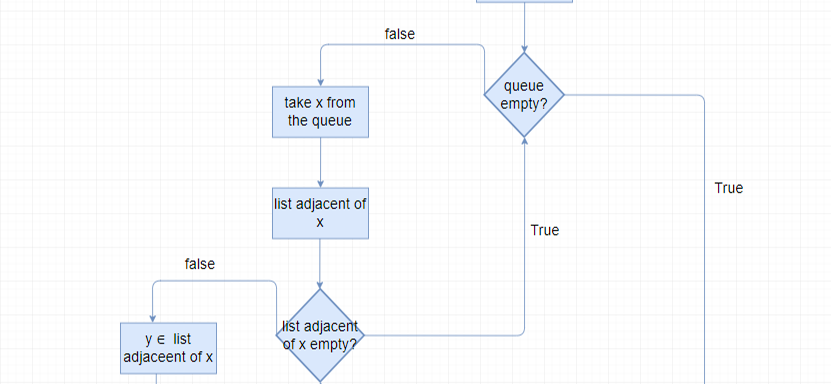 false
queue
empty?
take x from
the queue
True
list adjacent of
x
True
false
list adjacent
of x empty?
y ∈ list
adjaceent of x